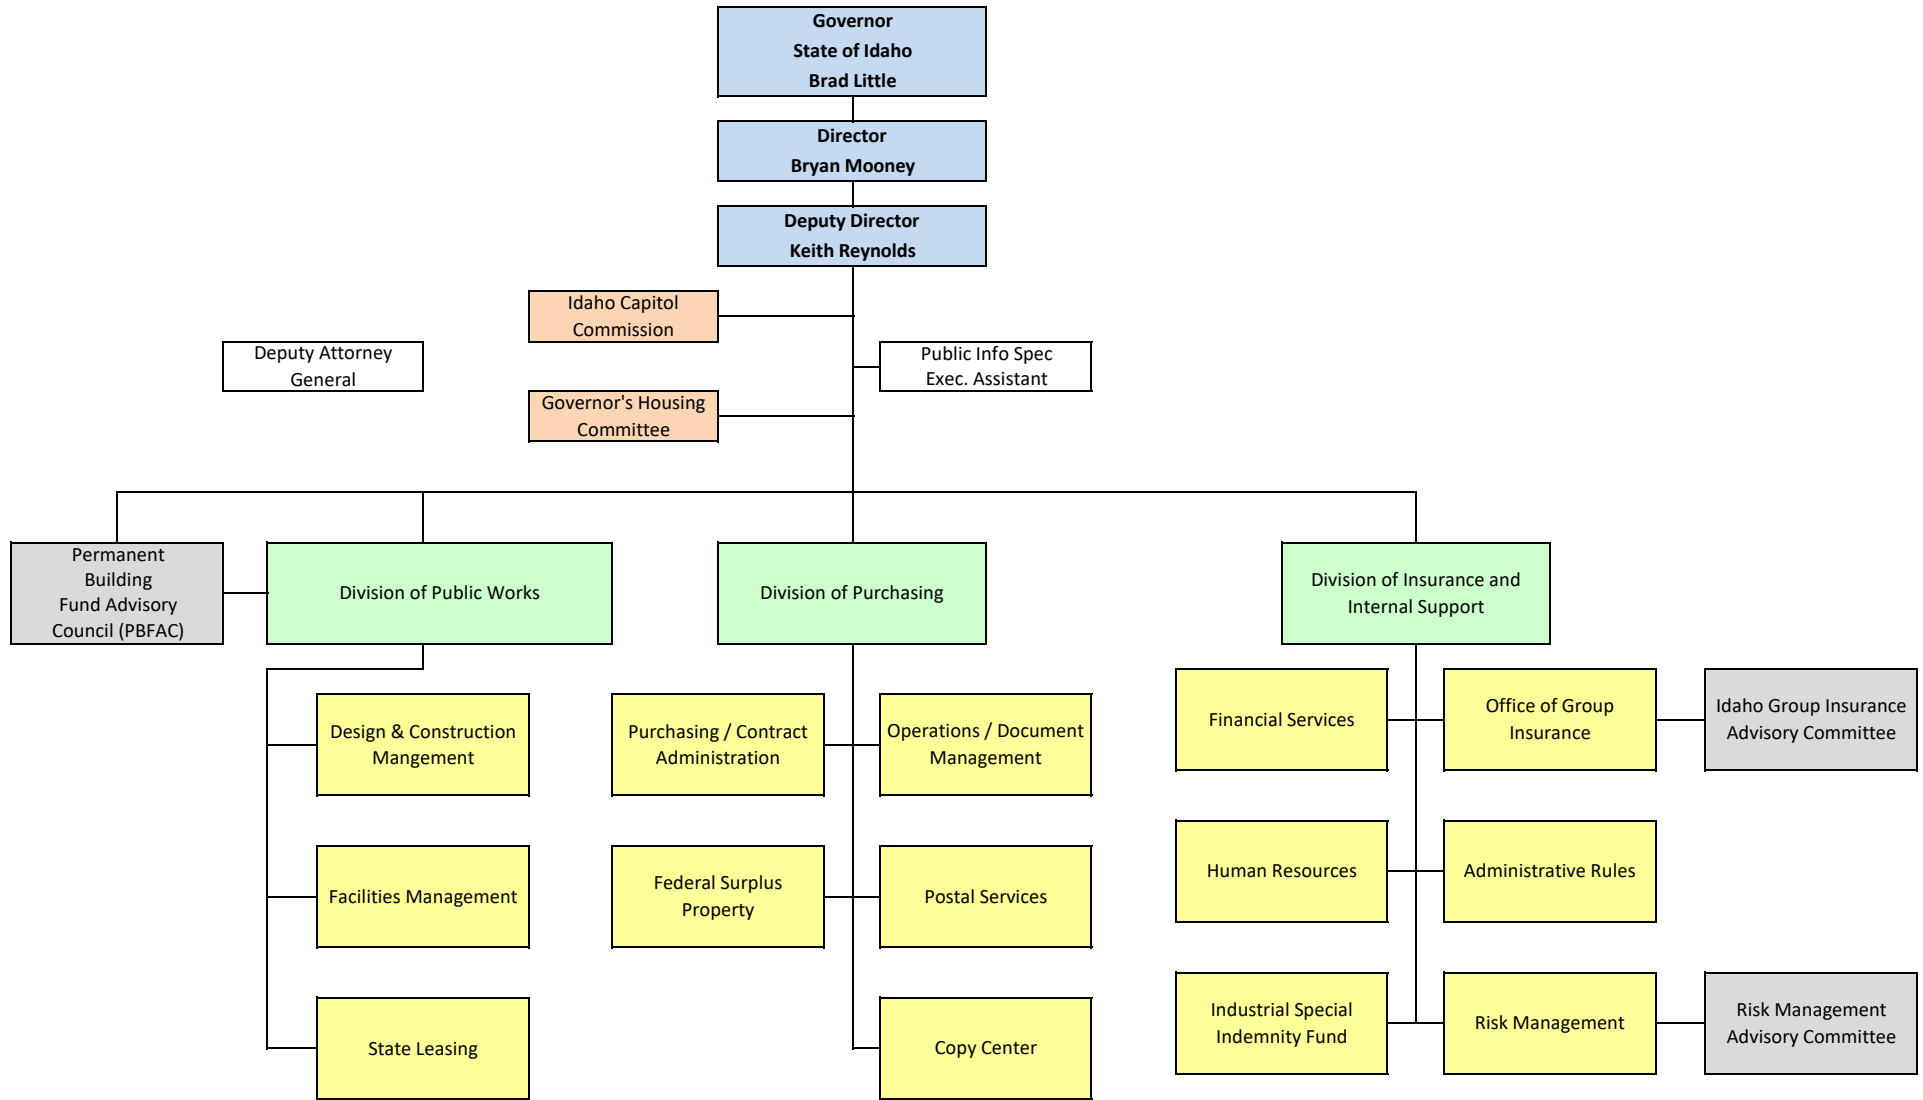 Governor
State of Idaho
Brad Little
Director
Bryan Mooney
Deputy Director
Keith Reynolds
Idaho Capitol
Commission
Deputy Attorney
General
Public Info Spec
Exec. Assistant
Governor's Housing
Committee
Permanent
Building
Fund Advisory
Council (PBFAC)
Division of Public Works
Division of Purchasing
Division of Insurance and
Internal Support
Design & Construction
Mangement
Facilities Management
State Leasing
Purchasing / Contract
Administration
Operations / Document
Management
Federal Surplus
Property
Postal Services
Copy Center
Financial Services
Office of Group
Insurance
Idaho Group Insurance
Advisory Committee
Human Resources
Administrative Rules
Industrial Special
Indemnity Fund
Risk Management
Risk Management
Advisory Committee